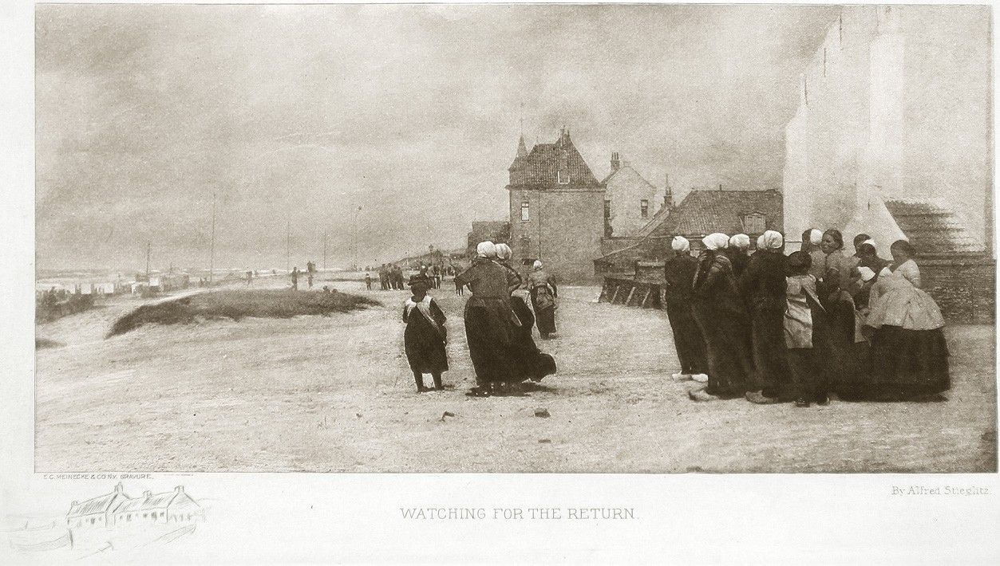 E.C. MEINECKE & CO N.Y. GRAVURE.
By Alfred Stieglitz.
WATCHING FOR THE RETURN.